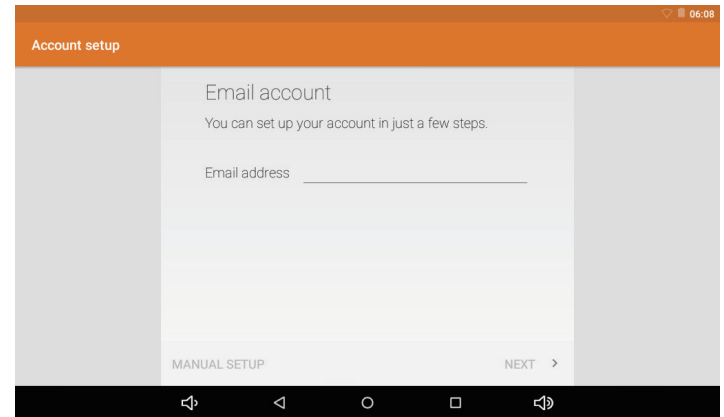 06:08
Account setup
Email account
You can set up your account in just a few steps.
Email address
MANUAL SETUP
NEXT